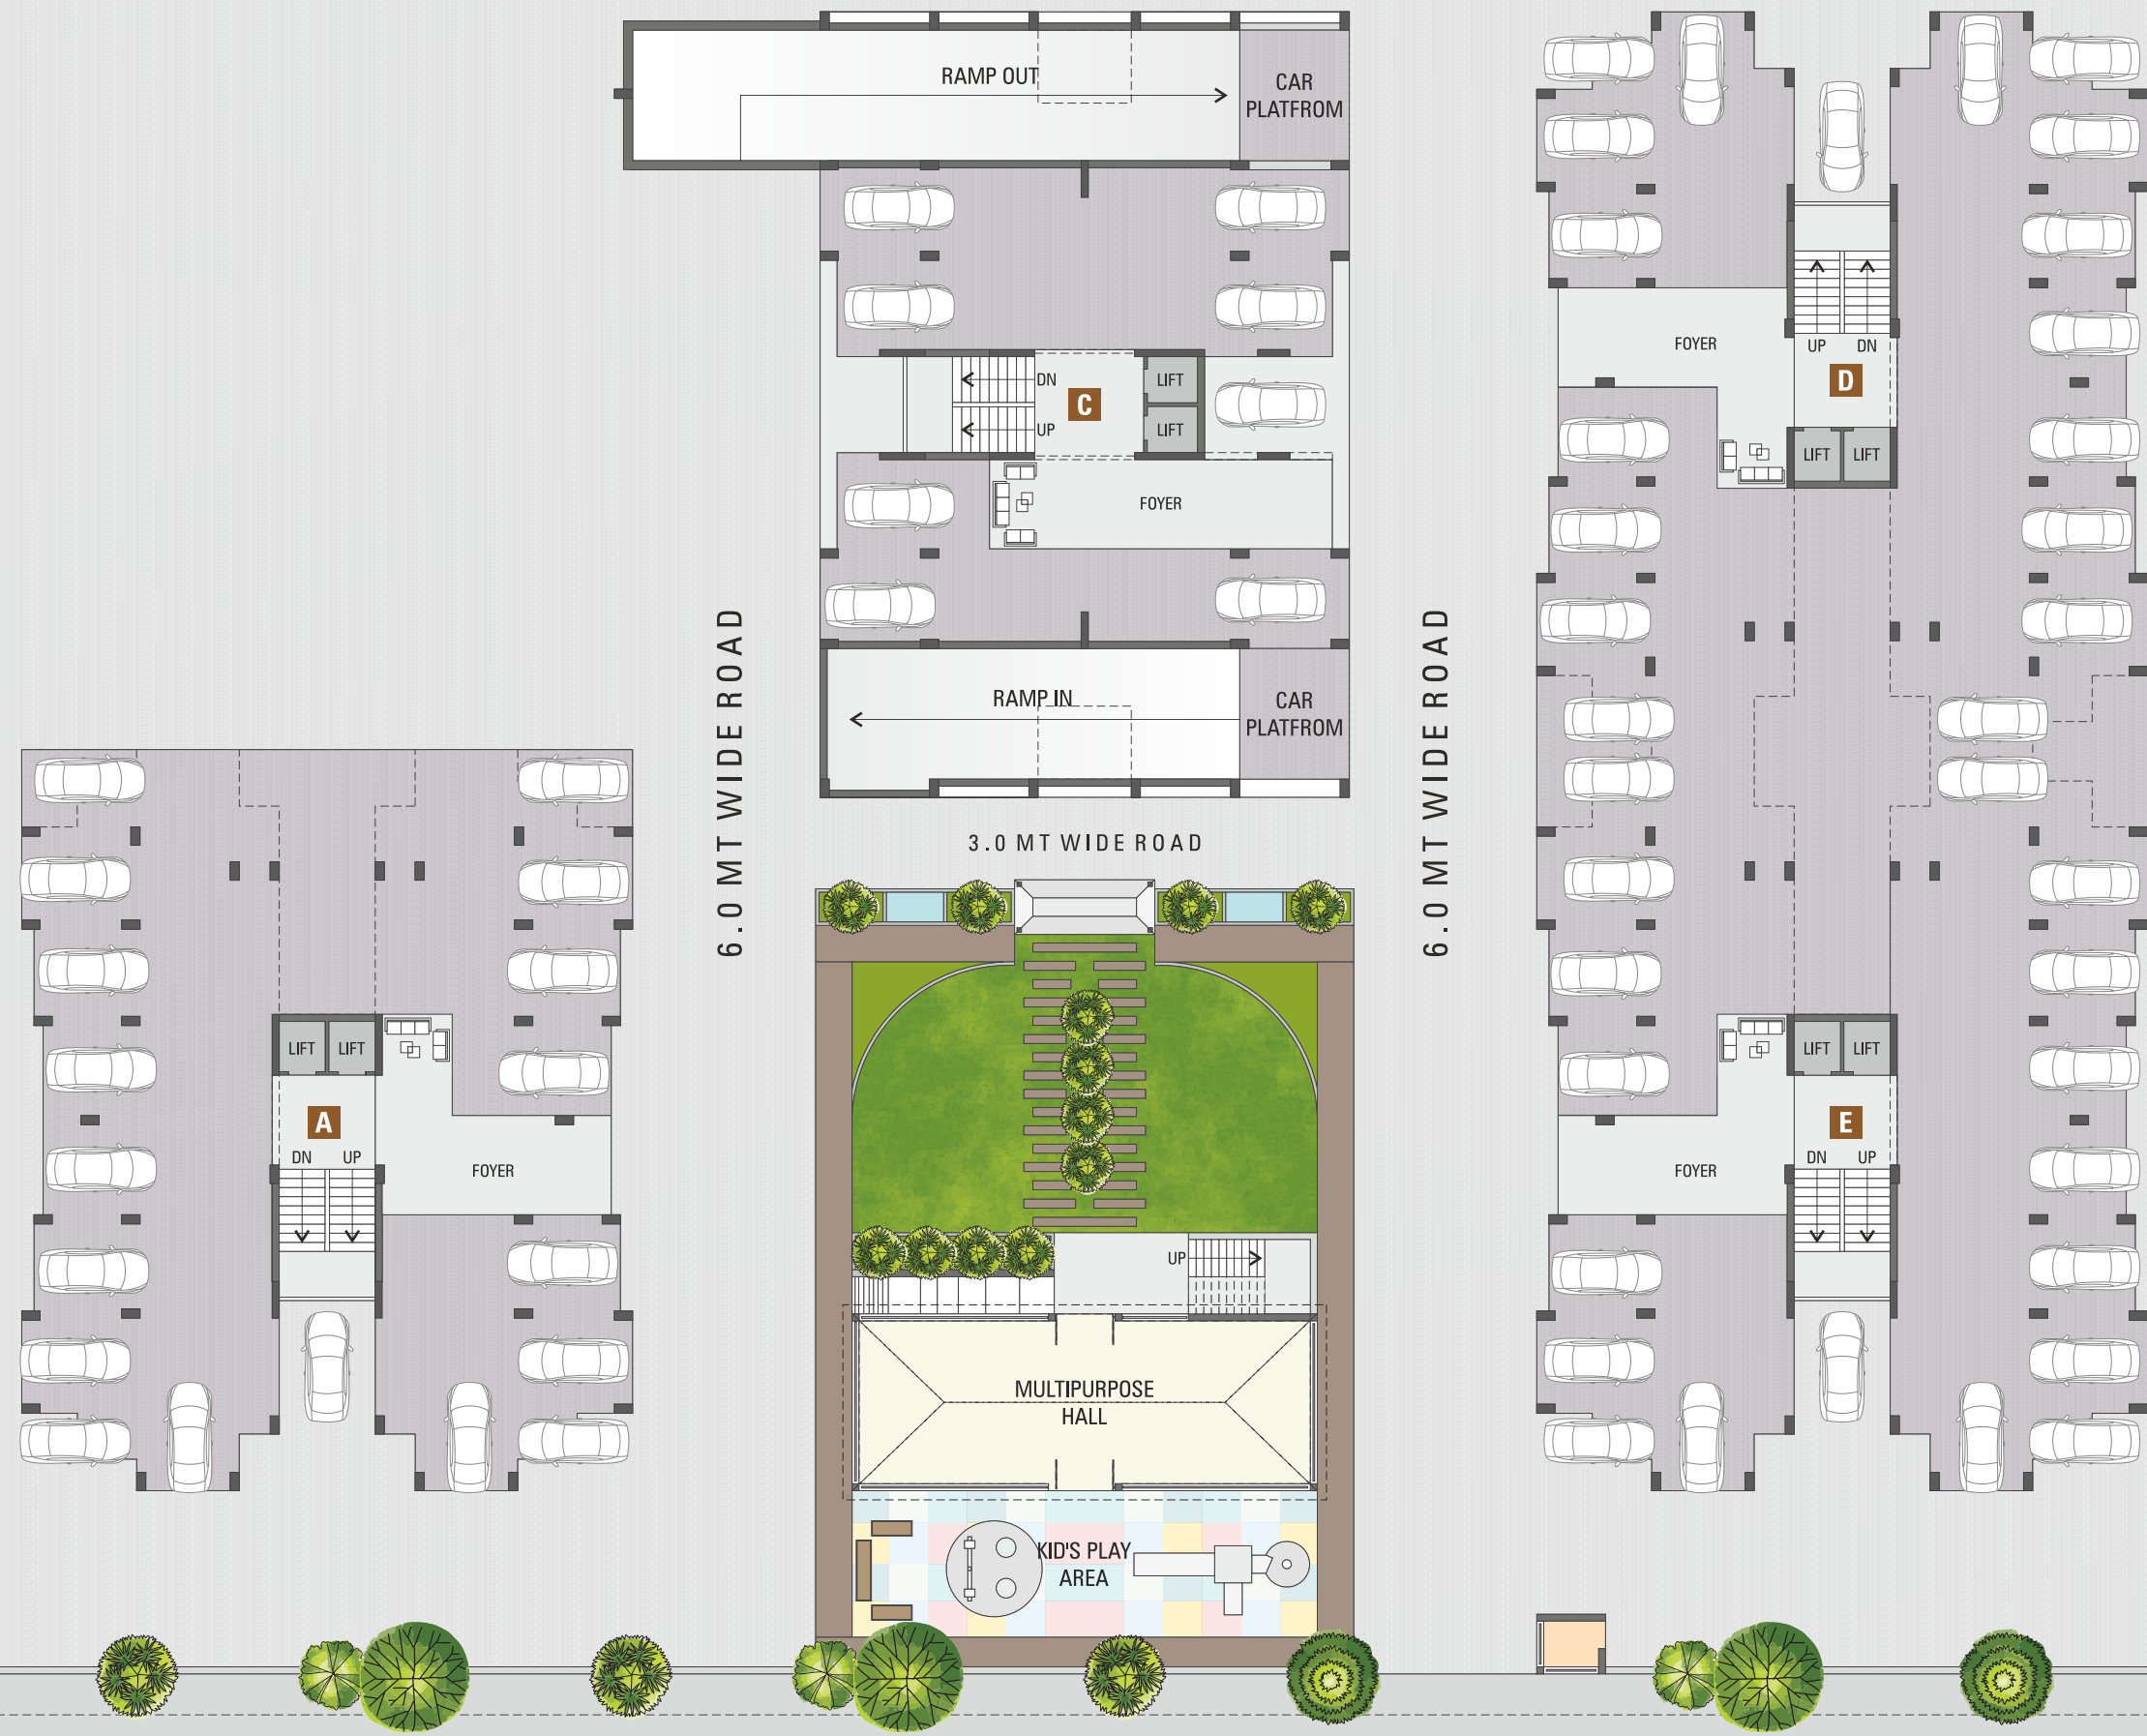 RAMP OUT
CAR
PLATFROM
DN
UP
C
LIFT
LIFT
FOYER
RAMP IN
CAR
PLATFROM
6.0 MT WIDE ROAD
3.0 MT WIDE ROAD
6.0 MT WIDE ROAD
FOYER
UP
DN
D
LIFT
LIFT
LIFT
LIFT
A
DN
UP
FOYER
LIFT
LIFT
E
DN
UP
FOYER
UP
MULTIPURPOSE
HALL
KID'S PLAY
AREA